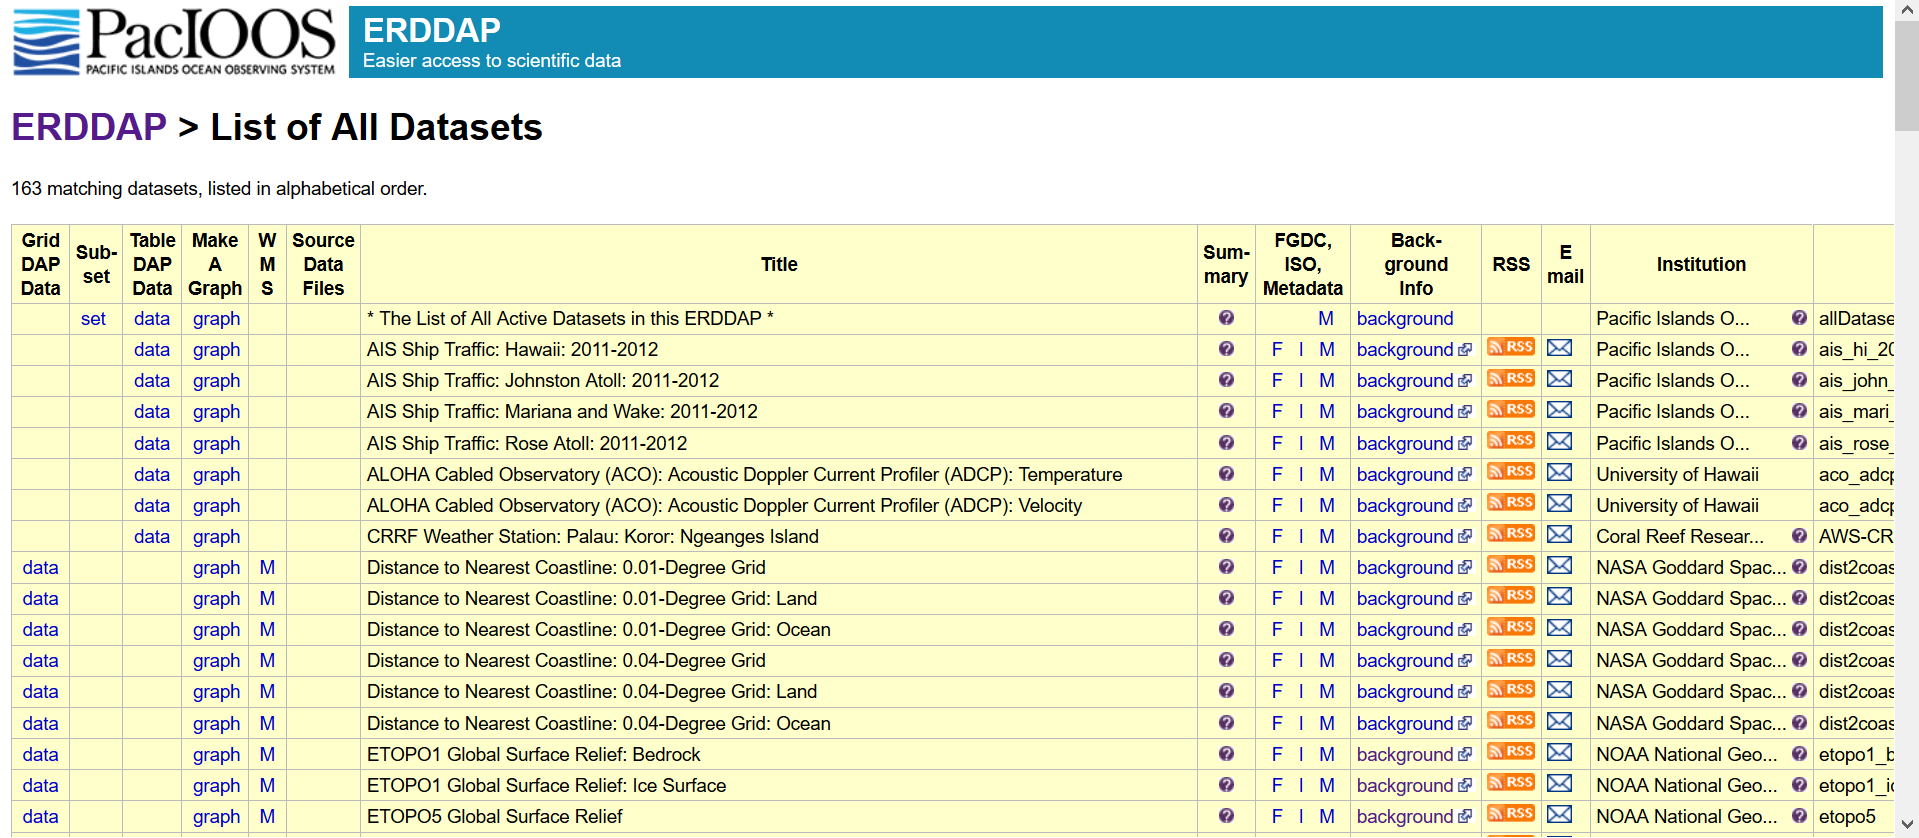 PacIOOS
PACIFIC ISLANDS OCEAN OBSERVING SYSTEM
ERDDAP
Easier access to scientific data
ERDDAP > List of All Datasets
163 matching datasets, listed in alphabetical order.
Grid DAP Data Sub-set Table DAP Data Make A Graph W M S Source Data Files Title Sum-mary FGDC, ISO, Metadata Back-ground Info RSS E mail Institution
set data graph * The List of All Active Datasets in this ERDDAP * ? M background Pacific Islands O... ? allDatase
data graph AIS Ship Traffic: Hawaii: 2011-2012 ? F I M background RSS Pacific Islands O... ? ais_hi_20
data graph AIS Ship Traffic: Johnston Atoll: 2011-2012 ? F I M background RSS Pacific Islands O... ? ais_john_
data graph AIS Ship Traffic: Mariana and Wake: 2011-2012 ? F I M background RSS Pacific Islands O... ? ais_mari_
data graph AIS Ship Traffic: Rose Atoll: 2011-2012 ? F I M background RSS Pacific Islands O... ? ais_rose_
data graph ALOHA Cabled Observatory (ACO): Acoustic Doppler Current Profiler (ADCP): Temperature ? F I M background RSS University of Hawaii aco_adcp
data graph ALOHA Cabled Observatory (ACO): Acoustic Doppler Current Profiler (ADCP): Velocity ? F I M background RSS University of Hawaii aco_adcp
data graph CRRF Weather Station: Palau: Koror: Ngeanges Island ? F I M background RSS Coral Reef Resear... ? AWS-CR
data graph M Distance to Nearest Coastline: 0.01-Degree Grid ? F I M background RSS NASA Goddard Spac... ? dist2coas
data graph M Distance to Nearest Coastline: 0.01-Degree Grid: Land ? F I M background RSS NASA Goddard Spac... ? dist2coas
data graph M Distance to Nearest Coastline: 0.01-Degree Grid: Ocean ? F I M background RSS NASA Goddard Spac... ? dist2coas
data graph M Distance to Nearest Coastline: 0.04-Degree Grid ? F I M background RSS NASA Goddard Spac... ? dist2coas
data graph M Distance to Nearest Coastline: 0.04-Degree Grid: Land ? F I M background RSS NASA Goddard Spac... ? dist2coas
data graph M Distance to Nearest Coastline: 0.04-Degree Grid: Ocean ? F I M background RSS NASA Goddard Spac... ? dist2coas
data graph M ETOPO1 Global Surface Relief: Bedrock ? F I M background RSS NOAA National Geo... ? etopo1_b
data graph M ETOPO1 Global Surface Relief: Ice Surface ? F I M background RSS NOAA National Geo... ? etopo1_ic
data graph M ETOPO5 Global Surface Relief ? F I M background RSS NOAA National Geo... ? etopo5